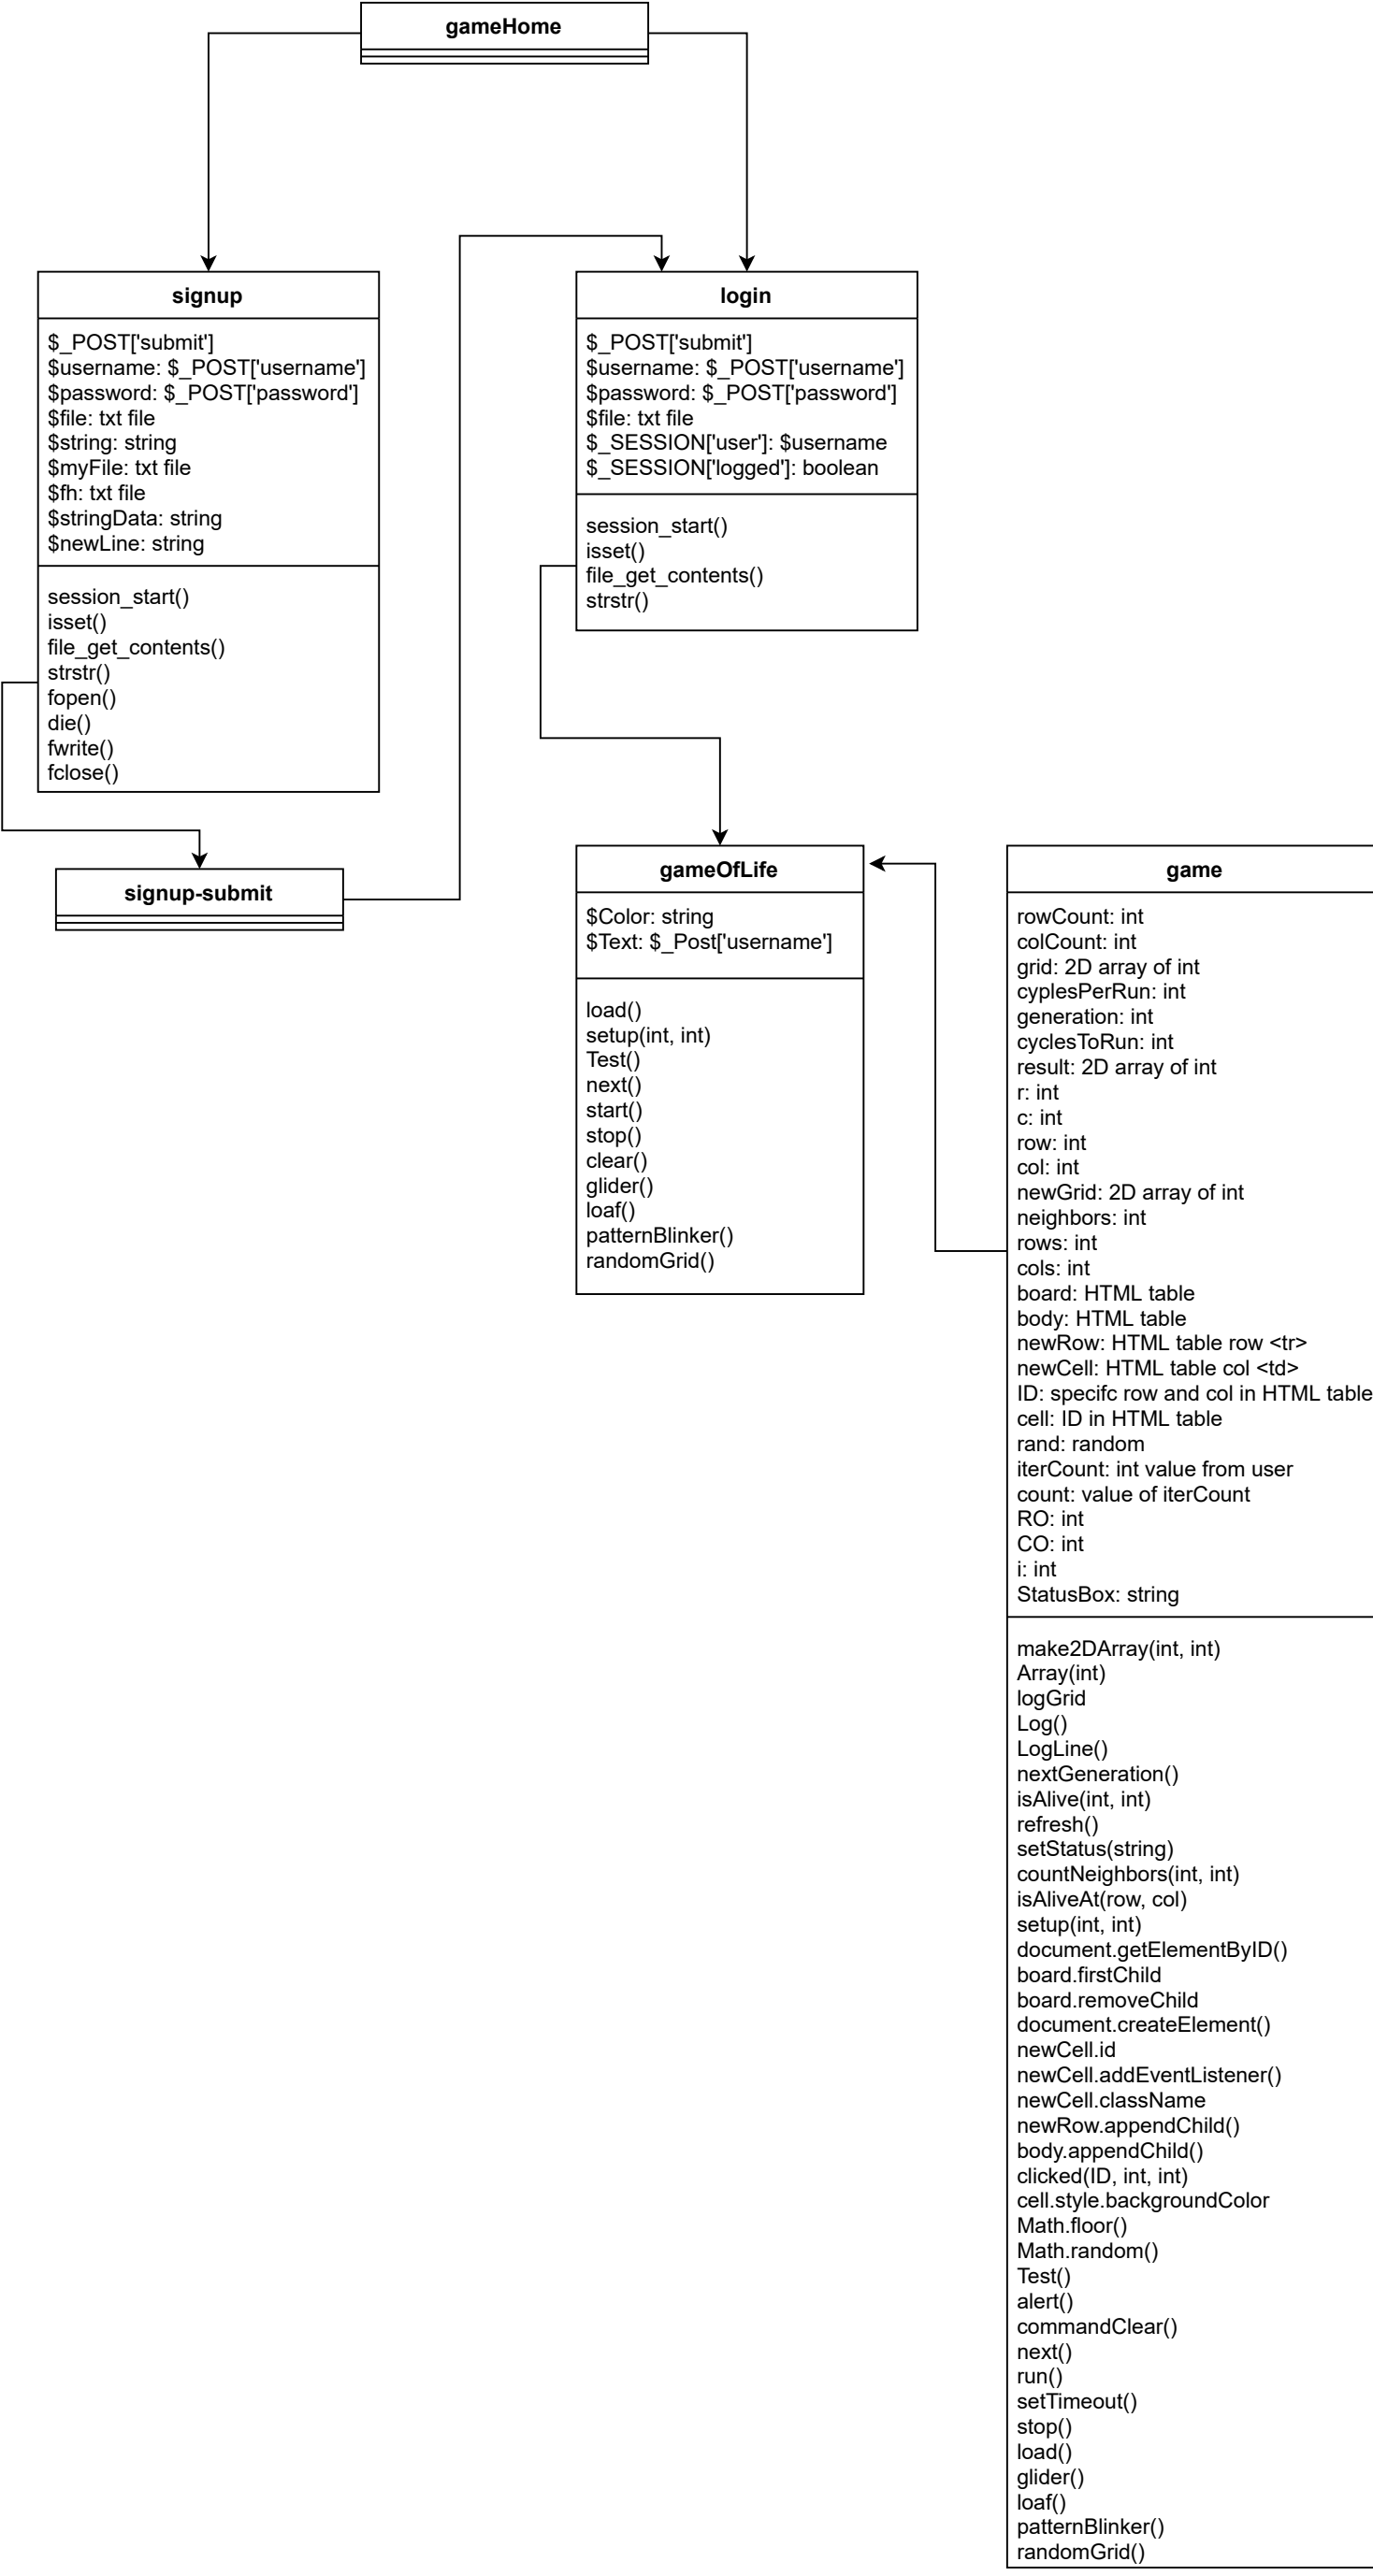 gameHome
signup
$_POST['submit']
$username: $_POST['username']
$password: $_POST['password']
$file: txt file
$string: string
$myFile: txt file
$fh: txt file
$stringData: string
$newLine: string
session_start()
isset()
file_get_contents()
strstr()
fopen()
die()
fwrite()
fclose()
login
$_POST['submit']
$username: $_POST['username']
$password: $_POST['password']
$file: txt file
$_SESSION['user']: $username
$_SESSION['logged']: boolean
session_start()
isset()
file_get_contents()
strstr()
signup-submit
gameOfLife
$Color: string
$Text: $_Post['username']
load()
setup(int, int)
Test()
next()
start()
stop()
clear()
glider()
loaf()
patternBlinker()
randomGrid()
game
rowCount: int
colCount: int
grid: 2D array of int
cyplesPerRun: int
generation: int
cyclesToRun: int
result: 2D array of int
r: int
c: int
row: int
col: int
newGrid: 2D array of int
neighbors: int
rows: int
cols: int
board: HTML table
body: HTML table
newRow: HTML table row <tr>
newCell: HTML table col <td>
ID: specifc row and col in HTML table
cell: ID in HTML table
rand: random
iterCount: int value from user
count: value of iterCount
RO: int
CO: int
i: int
StatusBox: string
make2DArray(int, int)
Array(int)
logGrid
Log()
LogLine()
nextGeneration()
isAlive(int, int)
refresh()
setStatus(string)
countNeighbors(int, int)
isAliveAt(row, col)
setup(int, int)
document.getElementByID()
board.firstChild
board.removeChild
document.createElement()
newCell.id
newCell.addEventListener()
newCell.className
newRow.appendChild()
body.appendChild()
clicked(ID, int, int)
cell.style.backgroundColor
Math.floor()
Math.random()
Test()
alert()
commandClear()
next()
run()
setTimeout()
stop()
load()
glider()
loaf()
patternBlinker()
randomGrid()